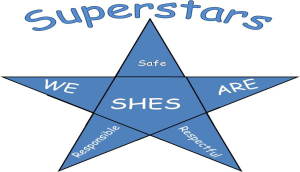 Superstars
Safe
WE
ARE
SHES
Responsible
Respectful